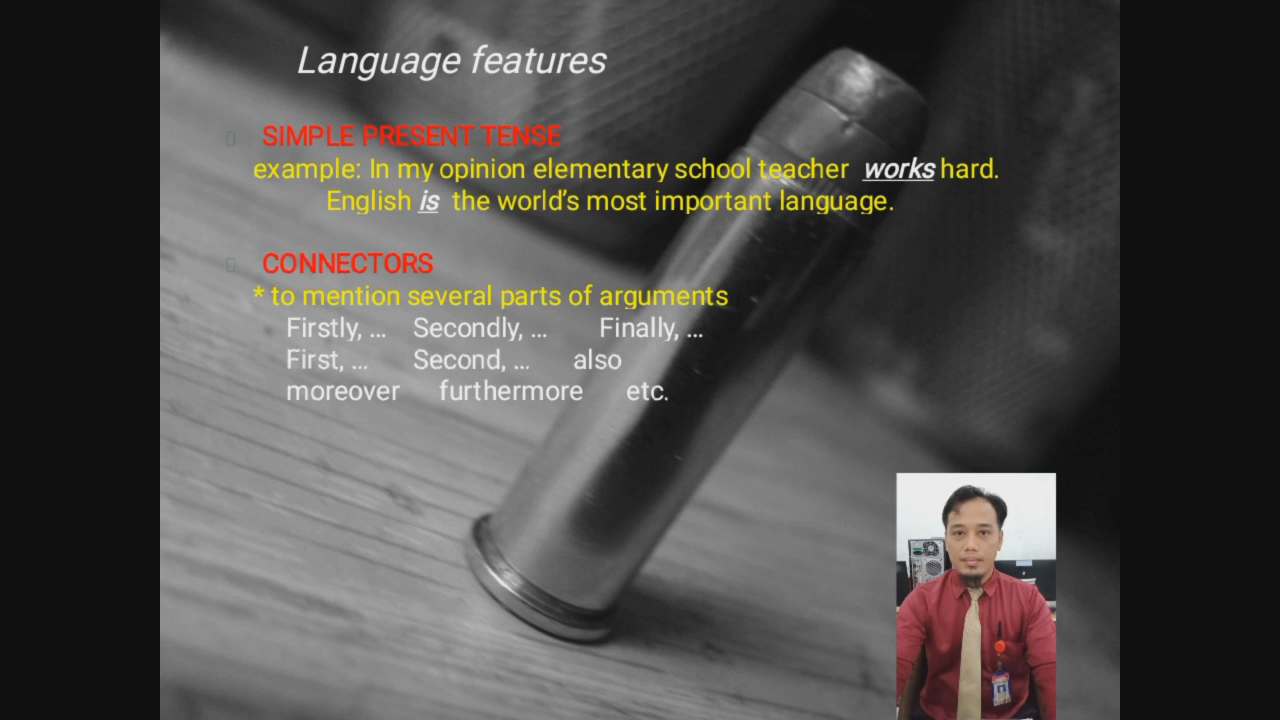 Language features
SIMPLE PRESENT TENSE
example: In my opinion elementary school teacher works hard.
English is the world’s most important language.
CONNECTORS
* to mention several parts of arguments
Firstly, ... Secondly, ... Finally, ...
First, ... Second, ... also
moreover furthermore etc.